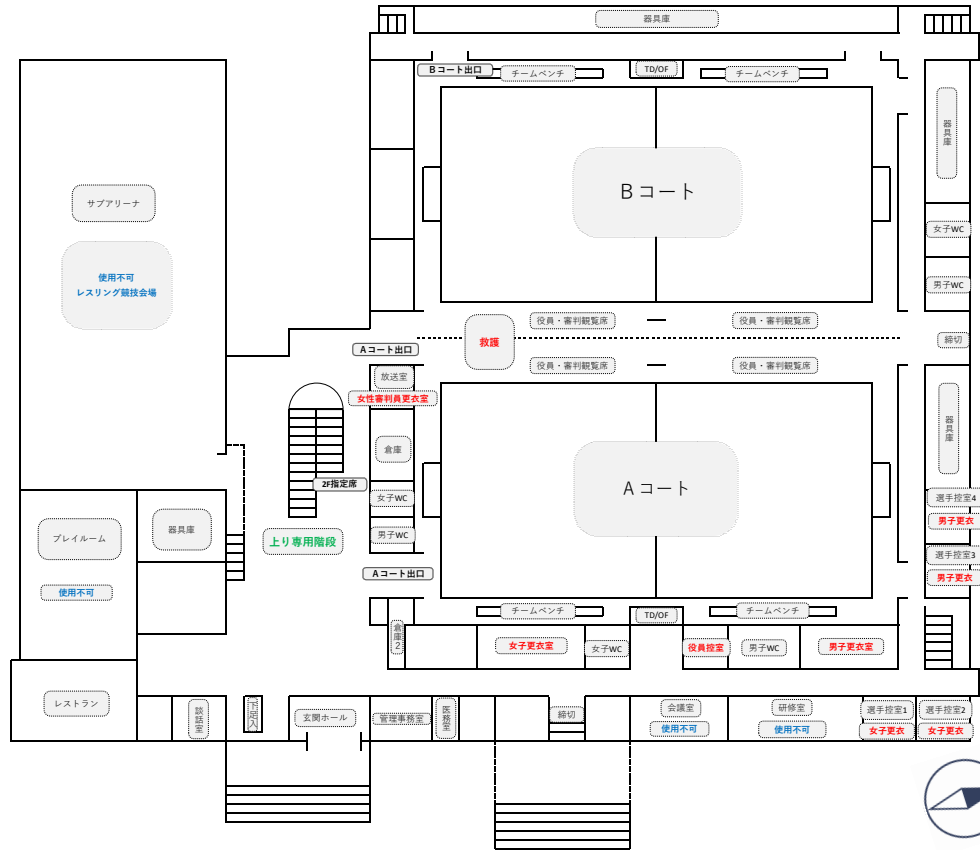 器具庫
Bコート出口
チームベンチ
TD/OF
チームベンチ
器具庫
サブアリーナ
Bコート
女子WC
使用不可
レスリング競技会場
男子WC
役員・審判観覧席
役員・審判観覧席
救護
締切
Aコート出口
役員・審判観覧席
役員・審判観覧席
放送室
女性審判員更衣室
器具庫
倉庫
2F指定席
Aコート
女子WC
選手控室4
男子更衣
器具庫
プレイルーム
上り専用階段
男子WC
選手控室3
男子更衣
Aコート出口
使用不可
チームベンチ
TD/OF
チームベンチ
倉庫2
女子更衣室
女子WC
役員控室
男子WC
男子更衣室
レストラン
談話室
下足入
玄関ホール
管理事務室
医務室
締切
会議室
使用不可
研修室
使用不可
選手控室1
女子更衣
選手控室2
女子更衣